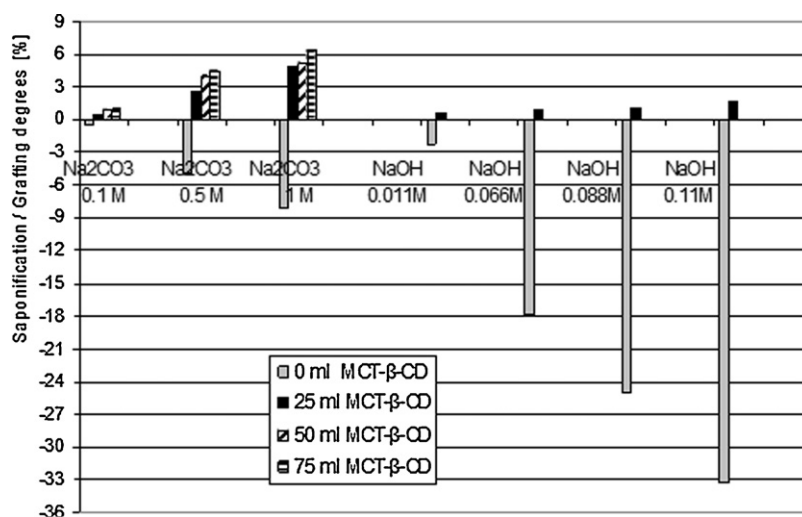 Saponification / Grafting degrees [%]
9
6
3
0
-3
-6
-9
-12
-15
-18
-21
-24
-27
-30
-33
-36
Na2CO3 Na2CO3 Na2CO3 NaOH NaOH NaOH NaOH
0.1 M 0.5 M 1 M 0.011M 0.066M 0.088M 0.11M
0 ml MCT-β-CD
25 ml MCT-β-CD
50 ml MCT-β-CD
75 ml MCT-β-CD